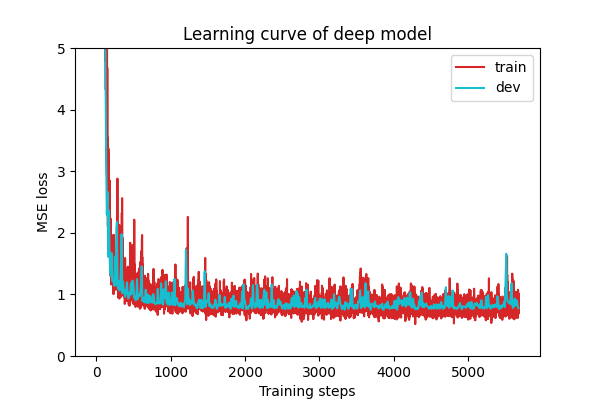 Learning curve of deep model
5
4
3
2
1
0
MSE loss
train
dev
0 1000 2000 3000 4000 5000
Training steps